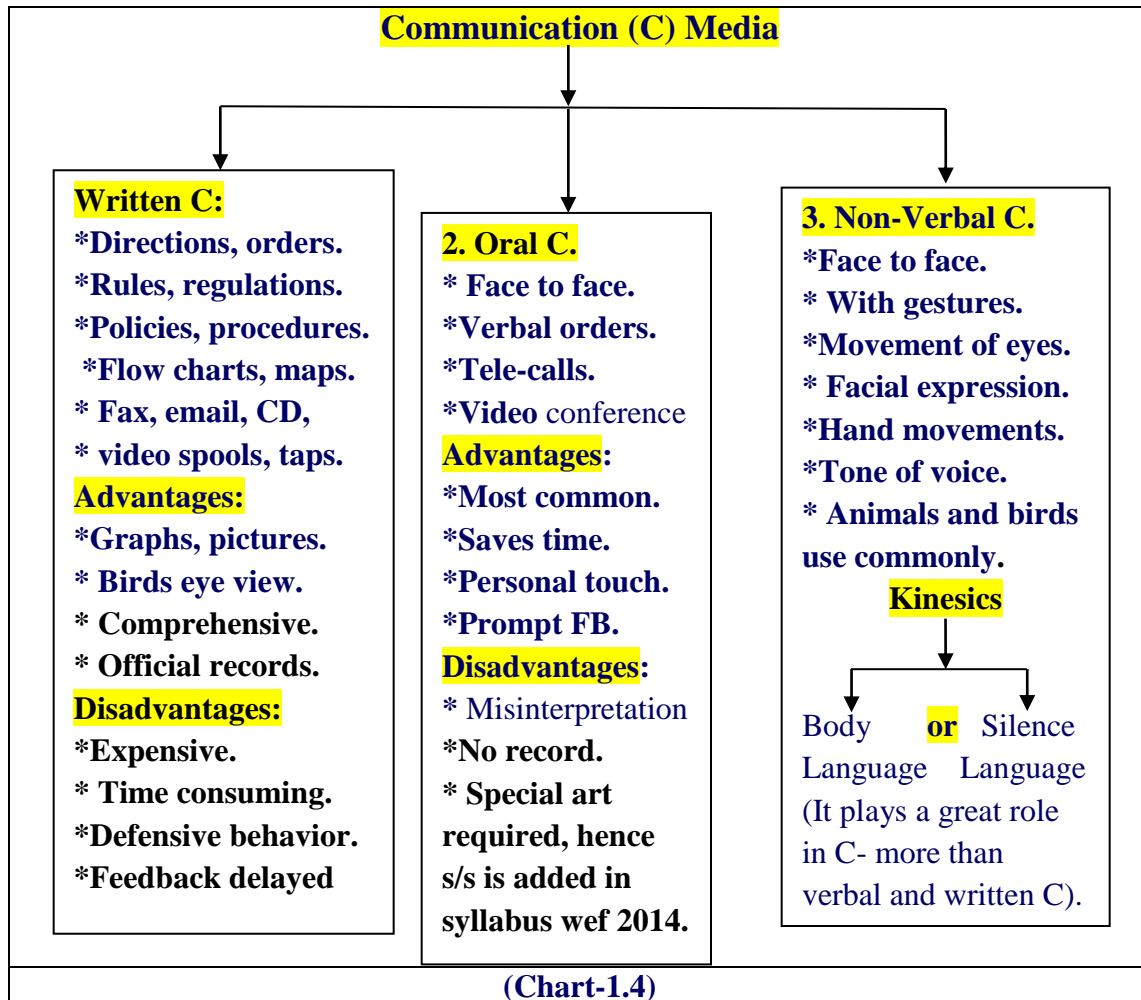 Communication (C) Media
Written C:
*Directions, orders.
*Rules, regulations.
*Policies, procedures.
*Flow charts, maps.
* Fax, email, CD,
* video spools, taps.
Advantages:
*Graphs, pictures.
* Birds eye view.
* Comprehensive.
* Official records.
Disadvantages:
*Expensive.
* Time consuming.
*Defensive behavior.
*Feedback delayed
2. Oral C.
* Face to face.
*Verbal orders.
*Tele-calls.
*Video conference
Advantages:
*Most common.
*Saves time.
*Personal touch.
*Prompt FB.
Disadvantages:
* Misinterpretation
*No record.
* Special art
required, hence
s/s is added in
syllabus wef 2014.
3. Non-Verbal C.
*Face to face.
* With gestures.
*Movement of eyes.
* Facial expression.
*Hand movements.
*Tone of voice.
* Animals and birds
use commonly.
Kinesics
Body or Silence
Language Language
(It plays a great role
in C- more than
verbal and written C).
(Chart-1.4)